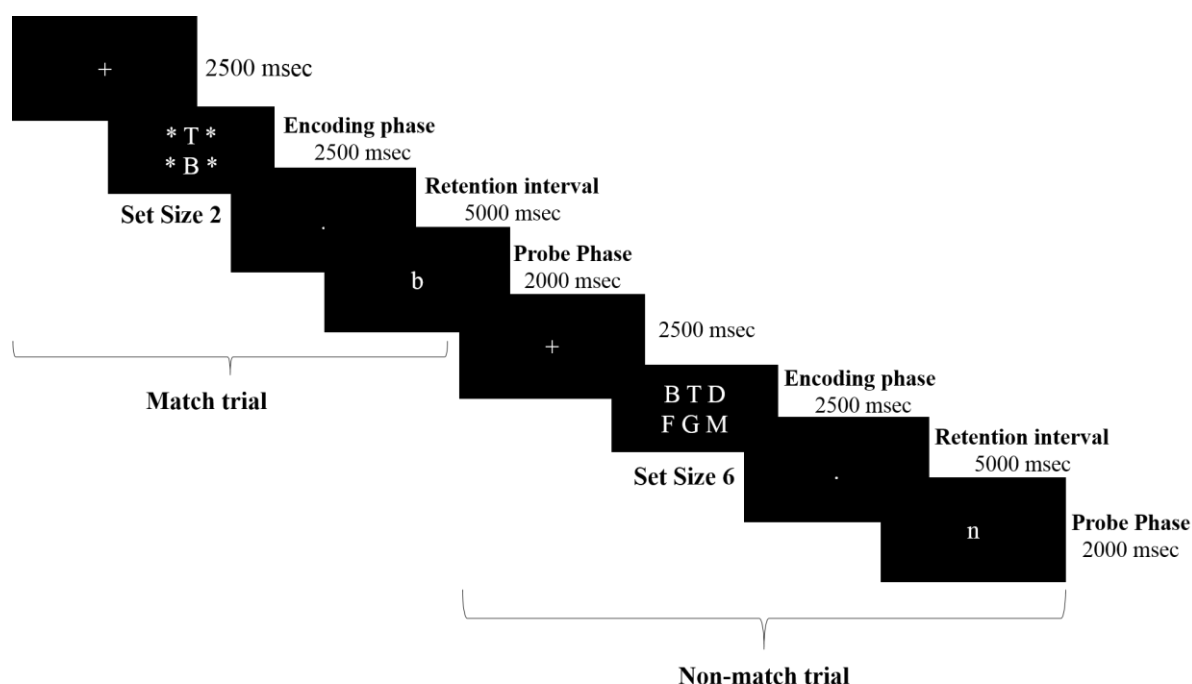 +
2500 msec
* T *
* B *
Encoding phase
2500 msec
Set Size 2
.
Retention interval
5000 msec
b
Probe Phase
2000 msec
Match trial
+
2500 msec
B T D
F G M
Encoding phase
2500 msec
Set Size 6
.
Retention interval
5000 msec
n
Probe Phase
2000 msec
Non-match trial